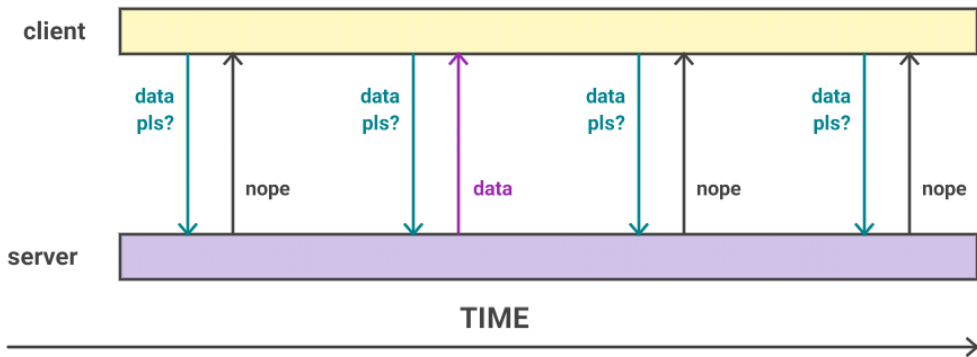 client
data
pls?
nope
data
pls?
data
data
pls?
nope
data
pls?
nope
server
TIME